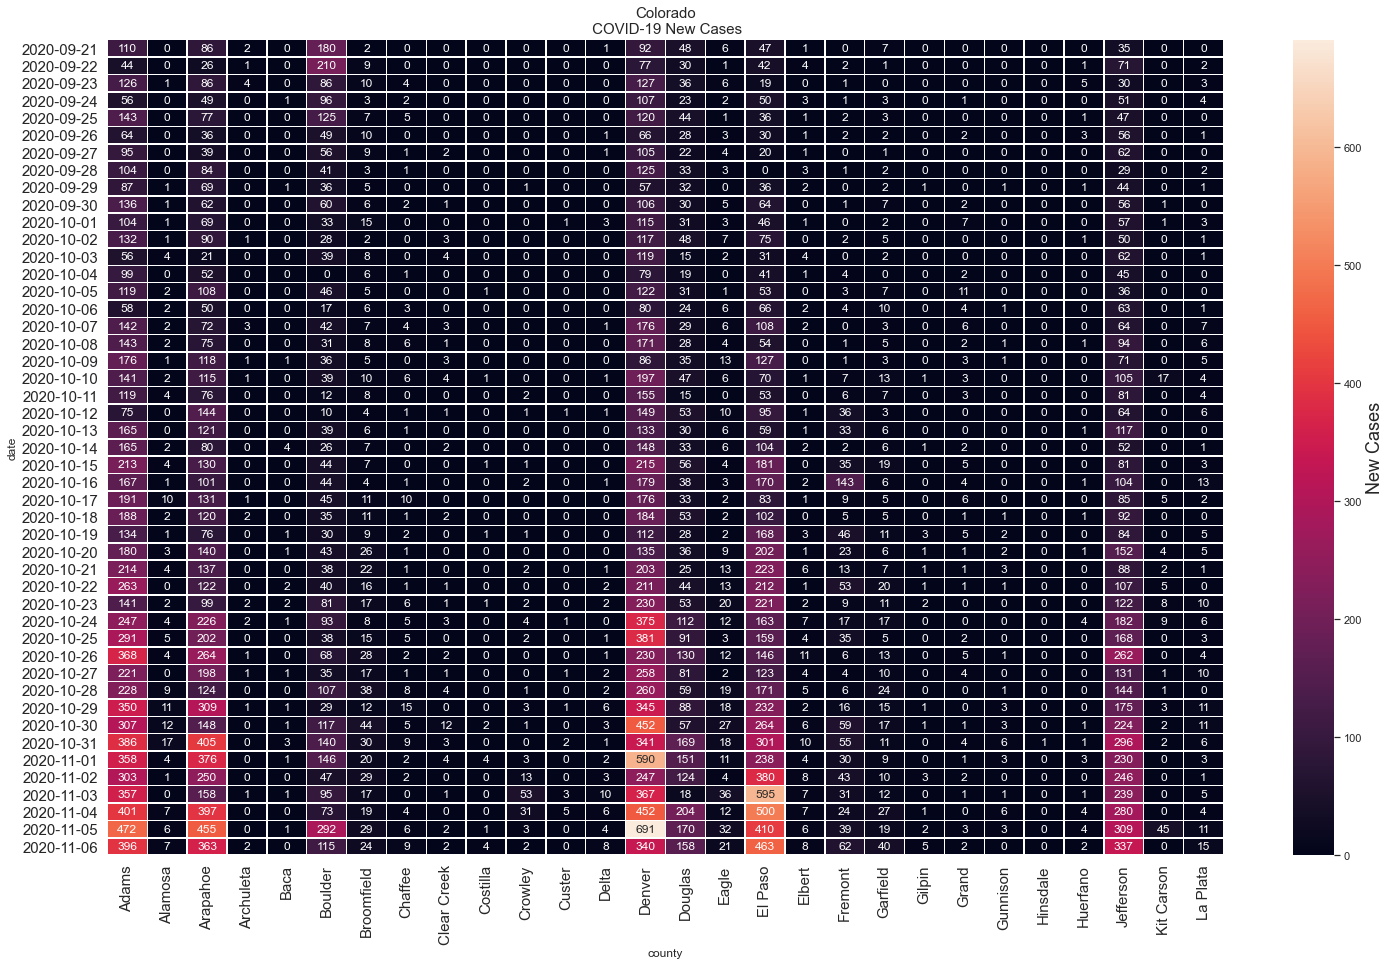 Colorado
COVID-19 New Cases
2020-09-21 110 0 86 2 0 180 2 0 0 0 0 0 1 92 48 6 47 1 0 7 0 0 0 0 0 35 0 0
2020-09-22 44 0 26 1 0 210 9 0 0 0 0 0 0 77 30 1 42 4 2 1 0 0 0 0 1 71 0 2
2020-09-23 126 1 86 4 0 86 10 4 0 0 0 0 0 127 36 6 19 0 1 0 0 0 0 0 5 30 0 3
2020-09-24 56 0 49 0 1 96 3 2 0 0 0 0 0 107 23 2 50 3 1 3 0 1 0 0 0 51 0 4
2020-09-25 143 0 77 0 0 125 7 5 0 0 0 0 0 120 44 1 36 1 2 3 0 0 0 0 1 47 0 0
2020-09-26 64 0 36 0 0 49 10 0 0 0 0 0 1 66 28 3 30 1 2 2 0 2 0 0 3 56 0 1
2020-09-27 95 0 39 0 0 56 9 1 2 0 0 0 1 105 22 4 20 1 0 1 0 0 0 0 0 62 0 0
2020-09-28 104 0 84 0 0 41 3 1 0 0 0 0 0 125 33 3 0 3 1 2 0 0 0 0 0 29 0 2
2020-09-29 87 1 69 0 1 36 5 0 0 0 1 0 0 57 32 0 36 2 0 2 1 0 1 0 1 44 0 1
2020-09-30 136 1 62 0 0 60 6 2 1 0 0 0 0 106 30 5 64 0 1 7 0 2 0 0 0 56 1 0
2020-10-01 104 1 69 0 0 33 15 0 0 0 0 1 3 115 31 3 46 1 0 2 0 7 0 0 0 57 1 3
2020-10-02 132 1 90 1 0 28 2 0 3 0 0 0 0 117 48 7 75 0 2 5 0 0 0 0 1 50 0 1
2020-10-03 56 4 21 0 0 39 8 0 4 0 0 0 0 119 15 2 31 4 0 2 0 0 0 0 0 62 0 1
2020-10-04 99 0 52 0 0 0 6 1 0 0 0 0 0 79 19 0 41 1 4 0 0 2 0 0 0 45 0 0
2020-10-05 119 2 108 0 0 46 5 0 0 1 0 0 0 122 31 1 53 0 3 7 0 11 0 0 0 36 0 0
2020-10-06 58 2 50 0 0 17 6 3 0 0 0 0 0 80 24 6 66 2 4 10 0 4 1 0 0 63 0 1
2020-10-07 142 2 72 3 0 42 7 4 3 0 0 0 1 176 29 6 108 2 0 3 0 6 0 0 0 64 0 7
2020-10-08 143 2 75 0 0 31 8 6 1 0 0 0 0 171 28 4 54 0 1 5 0 2 1 0 1 94 0 6
2020-10-09 176 1 118 1 1 36 5 0 3 0 0 0 0 86 35 13 127 0 1 3 0 3 1 0 0 71 0 5
2020-10-10 141 2 115 1 0 39 10 6 4 1 0 0 1 197 47 6 70 1 7 13 1 3 0 0 0 105 17 4
2020-10-11 119 4 76 0 0 12 8 0 0 0 2 0 0 155 15 0 53 0 6 7 0 3 0 0 0 81 0 4
2020-10-12 75 0 144 0 0 10 4 1 1 0 1 1 1 149 53 10 95 1 36 3 0 0 0 0 0 64 0 6
2020-10-13 165 0 121 0 0 39 6 1 0 0 0 0 0 133 30 6 59 1 33 6 0 0 0 0 1 117 0 0
2020-10-14 165 2 80 0 4 26 7 0 2 0 0 0 0 148 33 6 104 2 2 6 1 2 0 0 0 52 0 1
2020-10-15 213 4 130 0 0 44 7 0 0 1 1 0 0 215 56 4 181 0 35 19 0 5 0 0 0 81 0 3
2020-10-16 167 1 101 0 0 44 4 1 0 0 2 0 1 179 38 3 170 2 143 6 0 4 0 0 1 104 0 13
2020-10-17 191 10 131 1 0 45 11 10 0 0 0 0 0 176 33 2 83 1 9 5 0 6 0 0 0 85 5 2
2020-10-18 188 2 120 2 0 35 11 1 2 0 0 0 0 184 53 2 102 0 5 5 0 1 1 0 1 92 0 0
2020-10-19 134 1 76 0 1 30 9 2 0 1 1 0 0 112 28 2 168 3 46 11 3 5 2 0 0 84 0 5
2020-10-20 180 3 140 0 1 43 26 1 0 0 0 0 0 135 36 9 202 1 23 6 1 1 2 0 1 152 4 5
2020-10-21 214 4 137 0 0 38 22 1 0 0 2 0 1 203 25 13 223 6 13 7 1 1 3 0 0 88 2 1
2020-10-22 263 0 122 0 2 40 16 1 1 0 0 0 2 211 44 13 212 1 53 20 1 1 1 0 0 107 5 0
2020-10-23 141 2 99 2 2 81 17 6 1 1 2 0 2 230 53 20 221 2 9 11 2 0 0 0 0 122 8 10
2020-10-24 247 4 226 2 1 93 8 5 3 0 4 1 0 375 112 12 163 7 17 17 0 0 0 0 4 182 9 6
2020-10-25 291 5 202 0 0 38 15 5 0 0 2 0 1 381 91 3 159 4 35 5 0 2 0 0 0 168 0 3
2020-10-26 368 4 264 1 0 68 28 2 2 0 0 0 1 230 130 12 146 11 6 13 0 5 1 0 0 262 0 4
2020-10-27 221 0 198 1 1 35 17 1 1 0 0 1 2 258 81 2 123 4 4 10 0 4 0 0 0 131 1 10
2020-10-28 228 9 124 0 0 107 38 8 4 0 1 0 2 260 59 19 171 5 6 24 0 0 1 0 0 144 1 0
2020-10-29 350 11 309 1 1 29 12 15 0 0 3 1 6 345 88 18 232 2 16 15 1 0 3 0 0 175 3 11
2020-10-30 307 12 148 0 1 117 44 5 12 2 1 0 3 452 57 27 264 6 59 17 1 1 3 0 1 224 2 11
2020-10-31 386 17 405 0 3 140 30 9 3 0 0 2 1 341 169 18 301 10 55 11 0 4 6 1 1 296 2 6
2020-11-01 358 4 376 0 1 146 20 2 4 4 3 0 2 590 151 11 238 4 30 9 0 1 3 0 3 230 0 3
2020-11-02 303 1 250 0 0 47 29 2 0 0 13 0 3 247 124 4 380 8 43 10 3 2 0 0 0 246 0 1
2020-11-03 357 0 158 1 1 95 17 0 1 0 53 3 10 367 18 36 595 7 31 12 0 1 1 0 0 239 0 5
2020-11-04 401 7 397 0 0 73 19 4 0 0 31 5 6 452 204 12 500 7 24 27 1 0 6 0 4 280 0 4
2020-11-05 472 6 455 0 1 292 29 6 2 1 3 0 4 691 170 32 410 6 39 19 2 3 3 0 4 309 45 11
2020-11-06 396 7 363 2 0 115 24 9 2 4 2 0 8 340 158 21 463 8 62 40 5 2 0 0 2 337 0 15
date
Adams Alamosa Arapahoe Archuleta Baca Boulder Broomfield Chaffee Clear Creek Costilla Crowley Custer Delta Denver Douglas Eagle El Paso Elbert Fremont Garfield Gilpin Grand Gunnison Hinsdale Huerfano Jefferson Kit Carson La Plata
county
600
500
400
300
200
100
0
New Cases